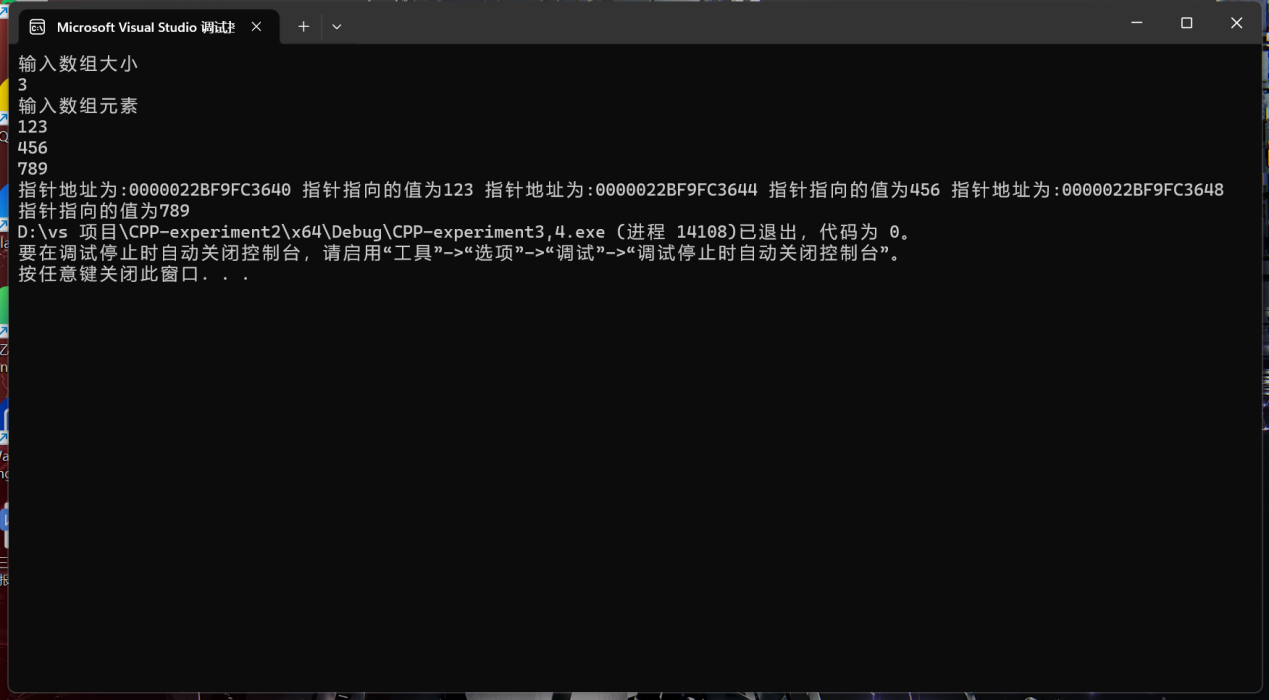 Microsoft Visual Studio 调试
输入数组大小
3
输入数组元素
123
456
789
指针地址为:0000022BF9FC3640 指针指向的值为123 指针地址为:0000022BF9FC3644 指针指向的值为456 指针地址为:0000022BF9FC3648
指针指向的值为789
D:\vs 项目\CPP-experiment2\x64\Debug\CPP-experiment3,4.exe (进程 14108)已退出，代码为 0。
要在调试停止时自动关闭控制台，请启用“工具”->“选项”->“调试”->“调试停止时自动关闭控制台”。
按任意键关闭此窗口. . .